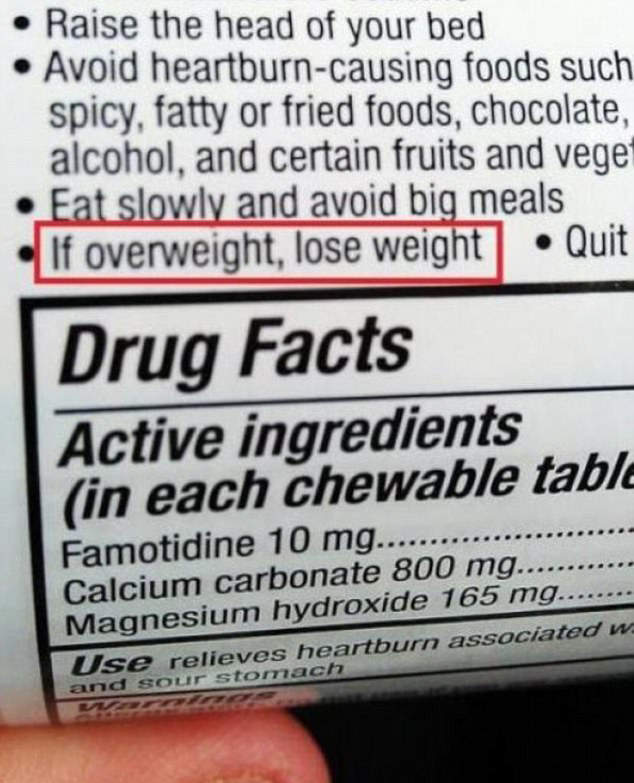 • Raise the head of your bed
• Avoid heartburn-causing foods such
spicy, fatty or fried foods, chocolate,
alcohol, and certain fruits and veget
• Eat slowly and avoid big meals
• If overweight, lose weight • Quit
Drug Facts
Active ingredients
(in each chewable table
Famotidine 10 mg..........................
Calcium carbonate 800 mg............
Magnesium hydroxide 165 mg........
Use relieves heartburn associated w
and sour stomach
Warnings